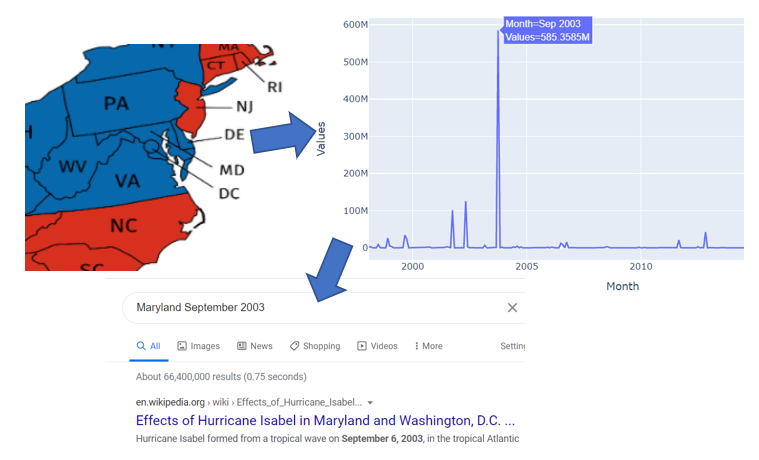 NY
MA
CT
RI
PA
NJ
DE
MD
DC
WV
VA
NC
SC
H
600M
500M
400M
300M
200M
100M
0
Values
Month=Sep 2003
Values=585.3585M
2000
2005
2010
Month
Maryland September 2003
All
Images
News
Shopping
Videos
More
Settin
About 66,400,000 results (0.75 seconds)
en.wikipedia.org › wiki › Effects_of_Hurricane_Isabel...
Effects of Hurricane Isabel in Maryland and Washington, D.C. ...
Hurricane Isabel formed from a tropical wave on September 6, 2003, in the tropical Atlantic